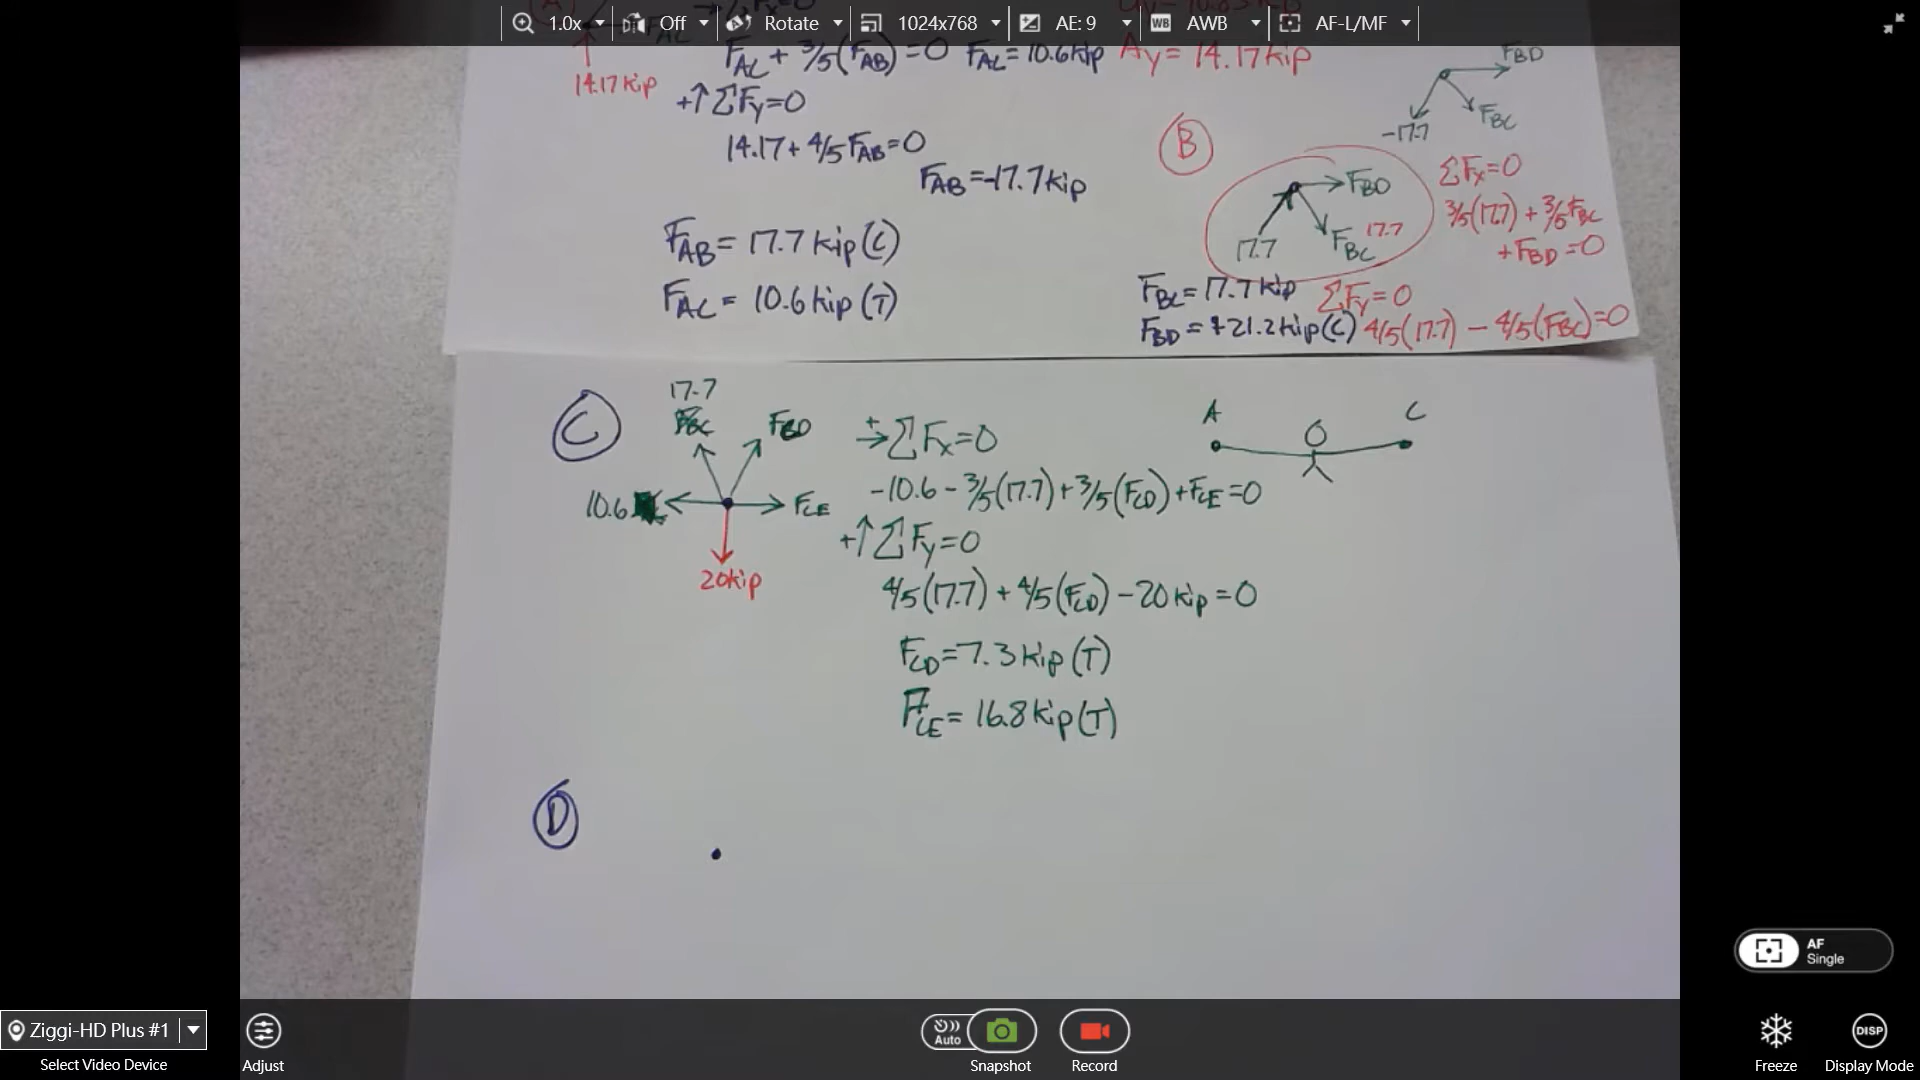 1.0x Off Rotate 1024x768 AE: 9 WB AWB AF-L/MF
14.17 kip
F_AC + 3/5(F_AB) = 0 F_AC = 10.6 kip Ay = 14.17 kip
+↑ΣFy=0
14.17 + 4/5 F_AB = 0
F_AB = -17.7 kip
F_AB = 17.7 kip (C)
F_AC = 10.6 kip (T)
F_BD
F_BC
-17.7
B
F_BD
F_BC 17.7
17.7
ΣFx=0
3/5(17.7) + 3/5 F_BC
+ F_BD = 0
F_BC = 17.7 kip ΣFy=0
F_BD = +21.2 kip (C) 4/5(17.7) - 4/5(F_BC) = 0
C
17.7
F_BC
F_CE
10.6
20 kip
+→ ΣFx=0
-10.6 - 3/5(17.7) + 3/5(F_CD) + F_CE = 0
+↑ ΣFy=0
4/5(17.7) + 4/5(F_CD) - 20 kip = 0
F_CD = 7.3 kip (T)
F_CE = 16.8 kip (T)
A C
D
AF
Single
Ziggi-HD Plus #1
Select Video Device
Adjust
Auto
Snapshot
Record
Freeze
DISP
Display Mode